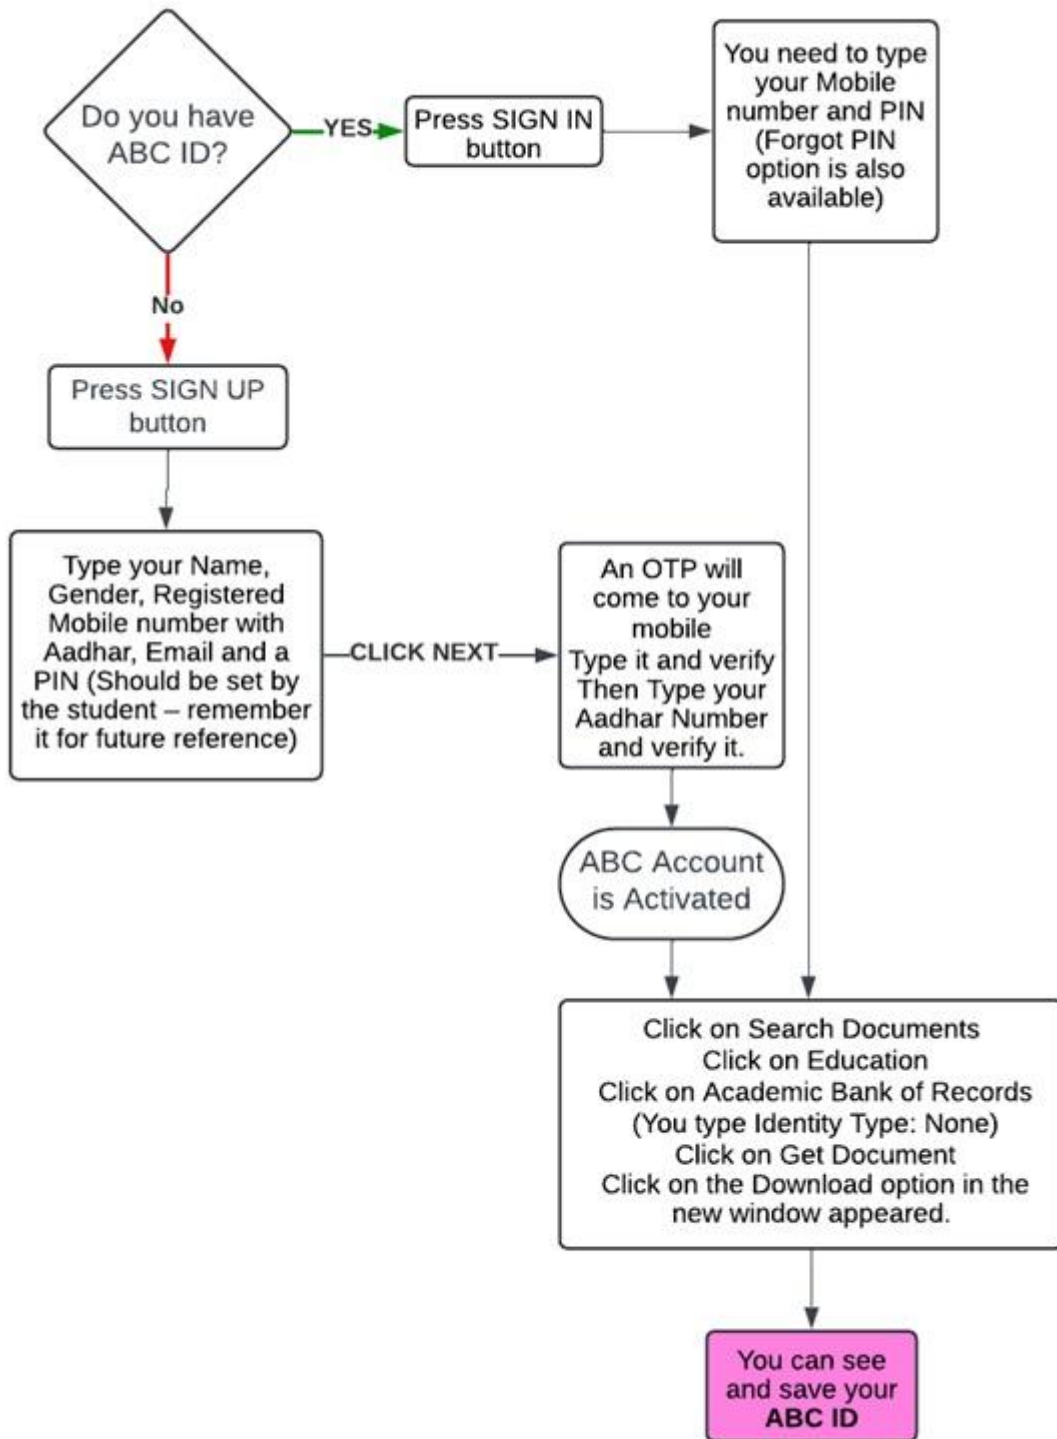 Do you have
ABC ID?
YES
Press SIGN IN
button
You need to type
your Mobile
number and PIN
(Forgot PIN
option is also
available)
No
Press SIGN UP
button
Type your Name,
Gender, Registered
Mobile number with
Aadhar, Email and a
PIN (Should be set by
the student – remember
it for future reference)
CLICK NEXT
An OTP will
come to your
mobile
Type it and verify
Then Type your
Aadhar Number
and verify it.
ABC Account
is Activated
Click on Search Documents
Click on Education
Click on Academic Bank of Records
(You type Identity Type: None)
Click on Get Document
Click on the Download option in the
new window appeared.
You can see
and save your
ABC ID